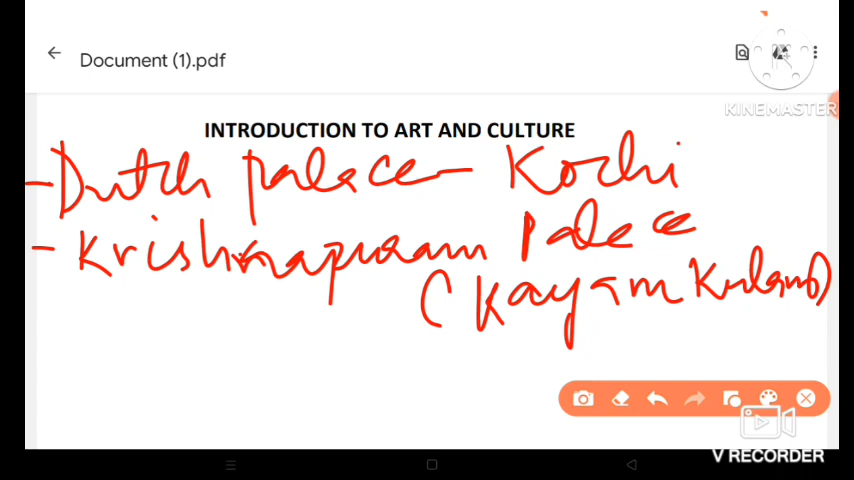 Document (1).pdf
KINEMASTER
INTRODUCTION TO ART AND CULTURE
- Dutch palace - Kochi
- Krishnapuram Palace
(Kayamkulam)
V RECORDER